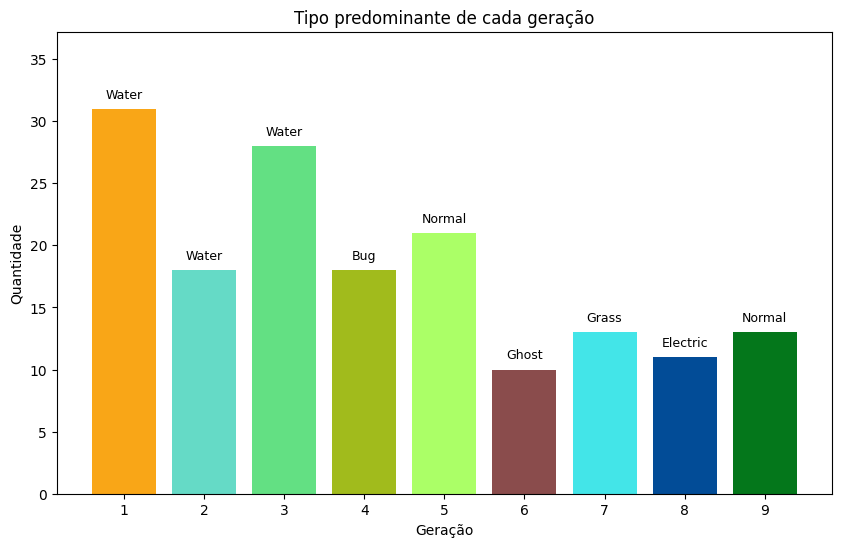 Tipo predominante de cada geração
Quantidade
35
30
25
20
15
10
5
0
Water
Water
Water
Bug
Normal
Ghost
Grass
Electric
Normal
1 2 3 4 5 6 7 8 9
Geração